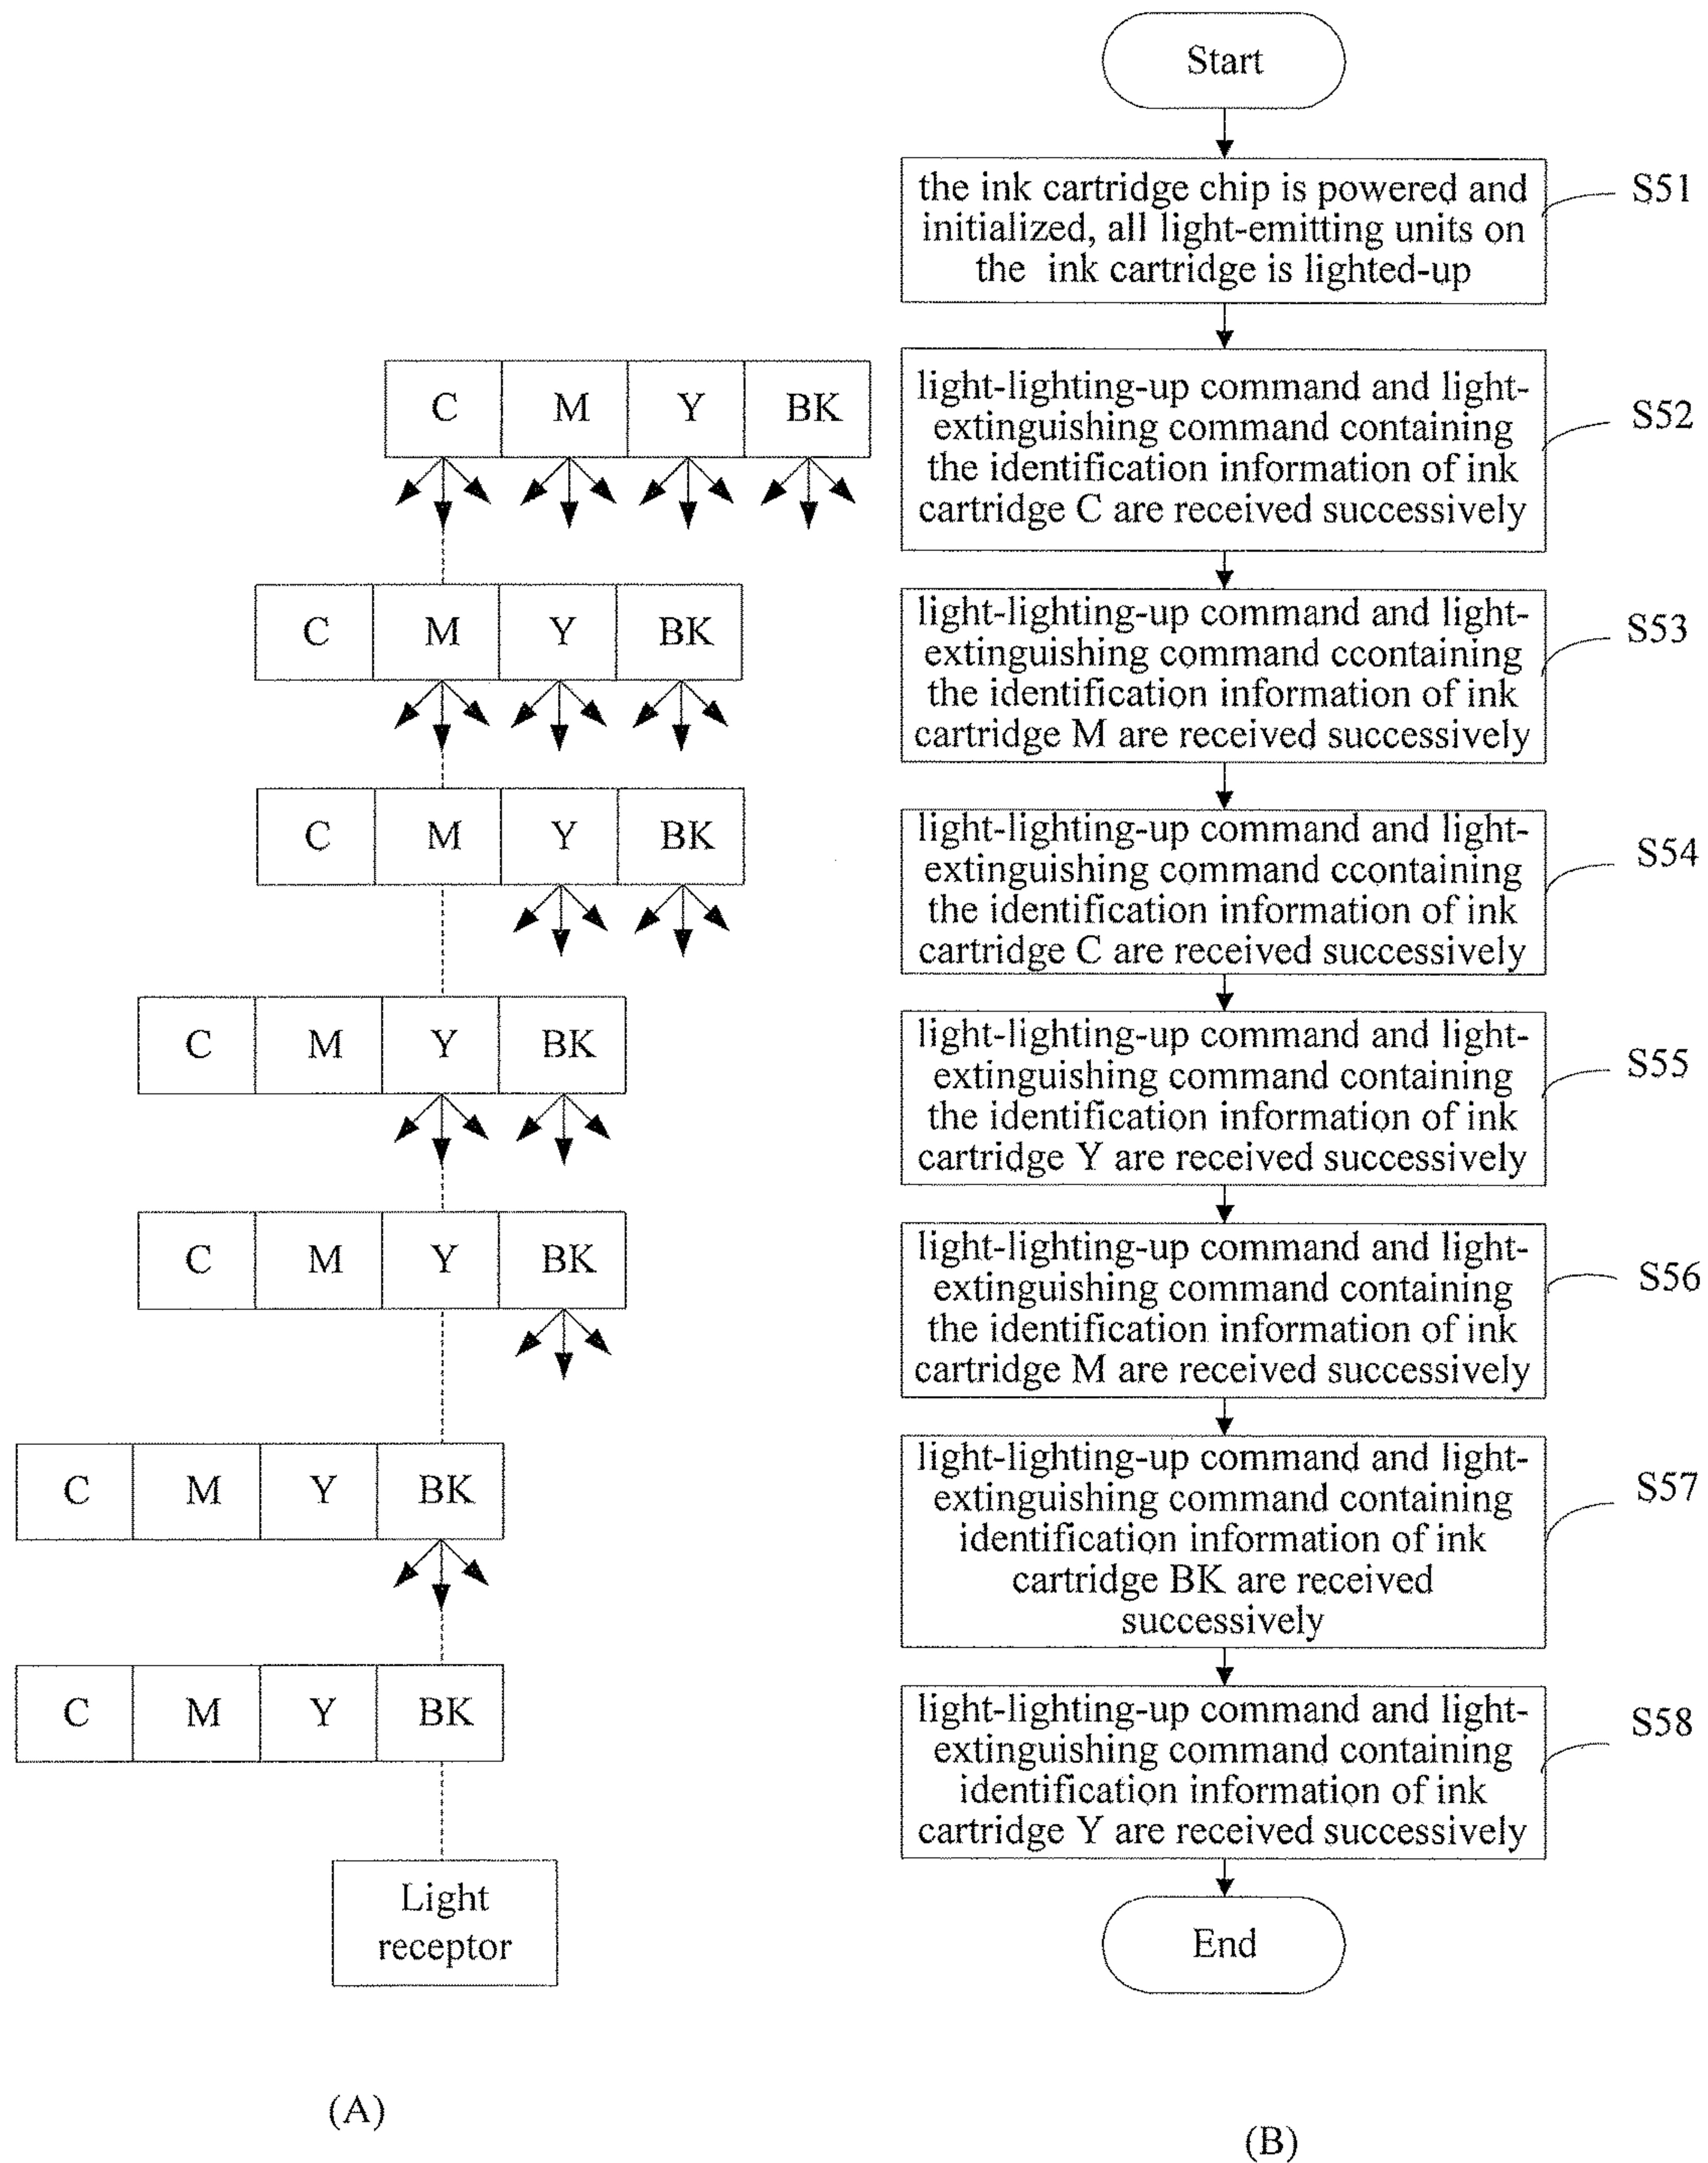 Start
the ink cartridge chip is powered and
initialized, all light-emitting units on
the ink cartridge is lighted-up
S51
C M Y BK
light-lighting-up command and light-
extinguishing command containing
the identification information of ink
cartridge C are received successively
S52
C M Y BK
light-lighting-up command and light-
extinguishing command ccontaining
the identification information of ink
cartridge M are received successively
S53
C M Y BK
light-lighting-up command and light-
extinguishing command ccontaining
the identification information of ink
cartridge C are received successively
S54
C M Y BK
light-lighting-up command and light-
extinguishing command containing
the identification information of ink
cartridge Y are received successively
S55
C M Y BK
light-lighting-up command and light-
extinguishing command containing
the identification information of ink
cartridge M are received successively
S56
C M Y BK
light-lighting-up command and light-
extinguishing command containing
identification information of ink
cartridge BK are received
successively
S57
C M Y BK
light-lighting-up command and light-
extinguishing command containing
identification information of ink
cartridge Y are received successively
S58
Light
receptor
End
(A)
(B)